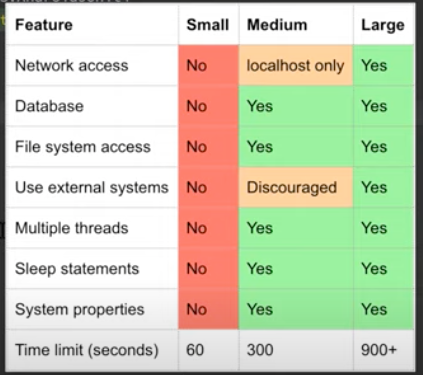 Feature Small Medium Large
Network access No localhost only Yes
Database No Yes Yes
File system access No Yes Yes
Use external systems No Discouraged Yes
Multiple threads No Yes Yes
Sleep statements No Yes Yes
System properties No Yes Yes
Time limit (seconds) 60 300 900+